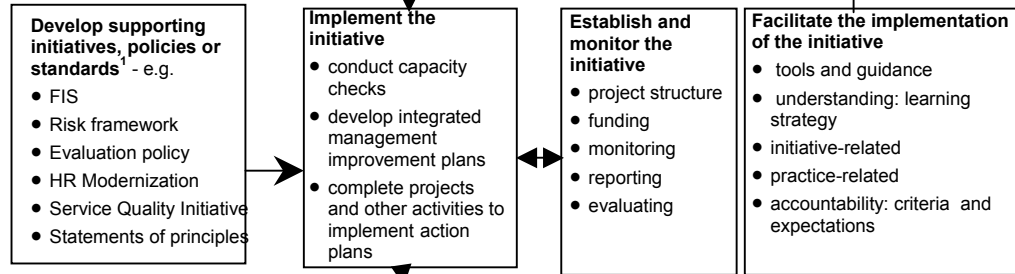 Develop supporting
initiatives, policies or
standards1 - e.g.
● FIS
● Risk framework
● Evaluation policy
● HR Modernization
● Service Quality Initiative
● Statements of principles
Implement the
initiative
● conduct capacity
checks
● develop integrated
management
improvement plans
● complete projects
and other activities to
implement action
plans
Establish and
monitor the
initiative
● project structure
● funding
● monitoring
● reporting
● evaluating
Facilitate the implementation
of the initiative
● tools and guidance
● understanding: learning
strategy
● initiative-related
● practice-related
● accountability: criteria and
expectations